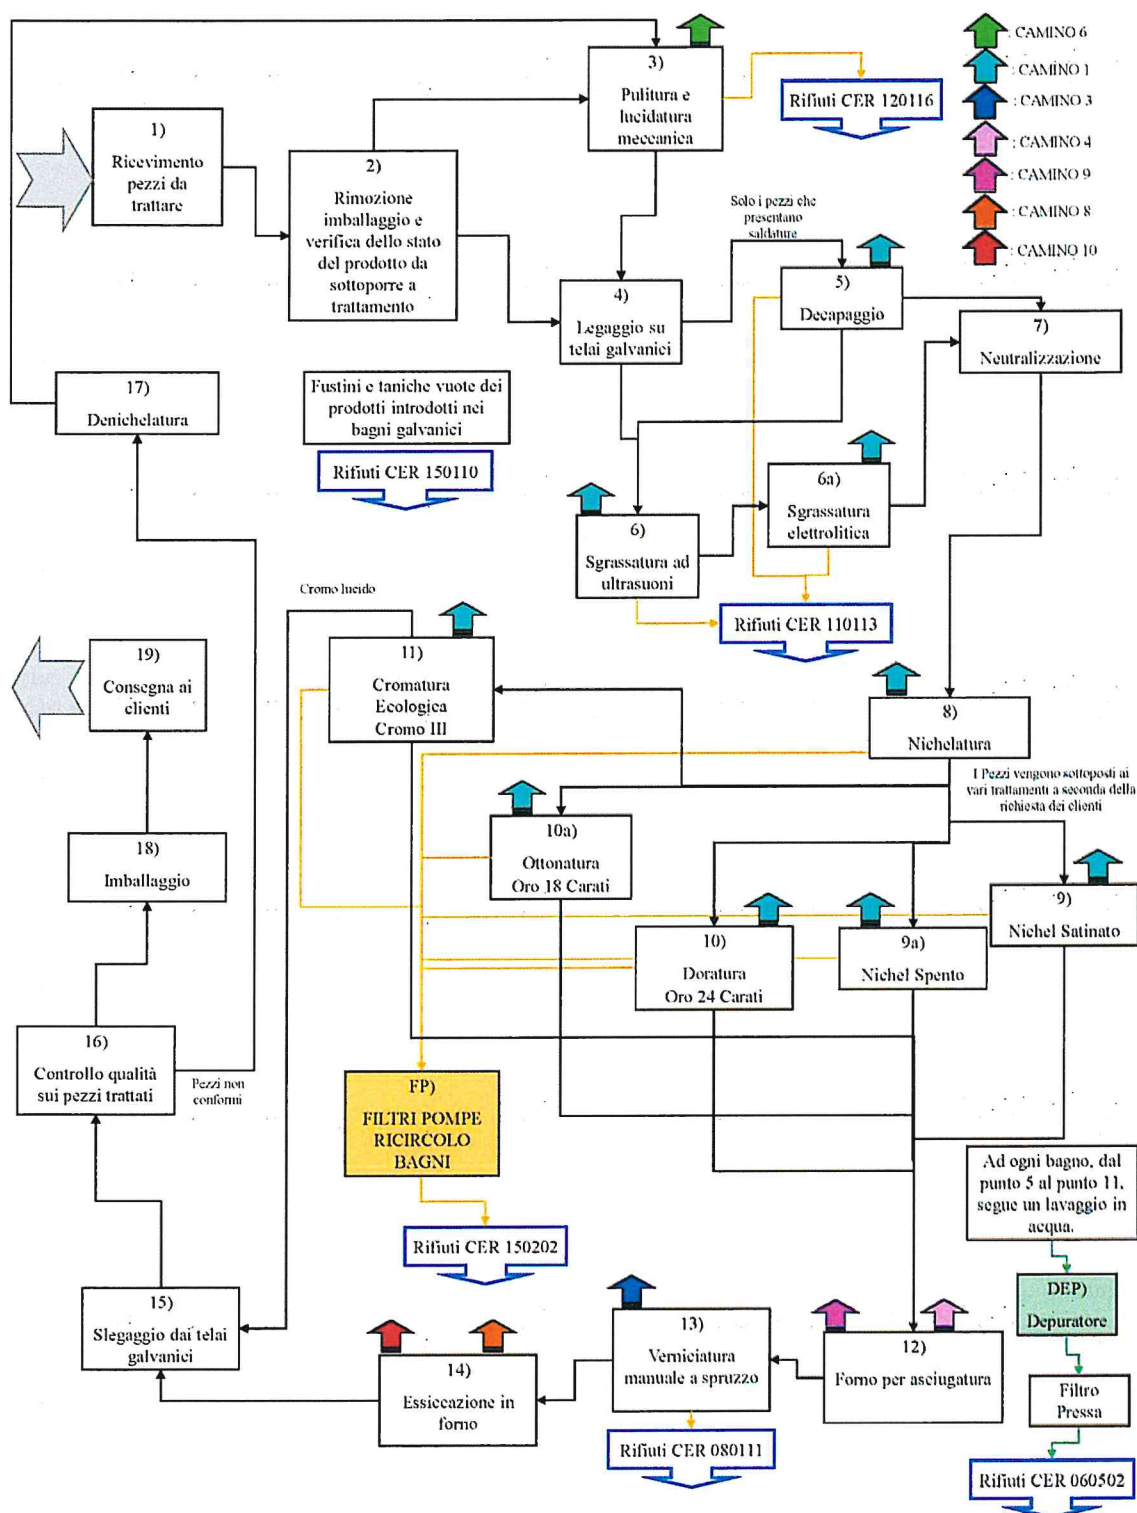 : CAMINO 6
: CAMINO 1
: CAMINO 3
: CAMINO 4
: CAMINO 9
: CAMINO 8
: CAMINO 10
1)
Ricevimento
pezzi da
trattare
2)
Rimozione
imballaggio e
verifica dello stato
del prodotto da
sottoporre a
trattamento
3)
Pulitura e
lucidatura
meccanica
Rifiuti CER 120116
Solo i pezzi che
presentano
saldature
4)
Legaggio su
telai galvanici
5)
Decapaggio
7)
Neutralizzazione
17)
Denichelatura
Fustini e taniche vuote dei
prodotti introdotti nei
bagni galvanici
Rifiuti CER 150110
6a)
Sgrassatura
elettrolitica
6)
Sgrassatura ad
ultrasuoni
Rifiuti CER 110113
Cromo lucido
11)
Cromatura
Ecologica
Cromo III
19)
Consegna ai
clienti
8)
Nichelatura
I Pezzi vengono sottoposti ai
vari trattamenti a seconda della
richiesta dei clienti
10a)
Ottonatura
Oro 18 Carati
18)
Imballaggio
9)
Nichel Satinato
10)
Doratura
Oro 24 Carati
9a)
Nichel Spento
16)
Controllo qualità
sui pezzi trattati
Pezzi non
conformi
FP)
FILTRI POMPE
RICIRCOLO
BAGNI
Rifiuti CER 150202
Ad ogni bagno, dal
punto 5 al punto 11,
segue un lavaggio in
acqua.
DEP)
Depuratore
Filtro
Pressa
Rifiuti CER 060502
15)
Slegaggio dai telai
galvanici
14)
Essiccazione in
forno
13)
Verniciatura
manuale a spruzzo
12)
Forno per asciugatura
Rifiuti CER 080111